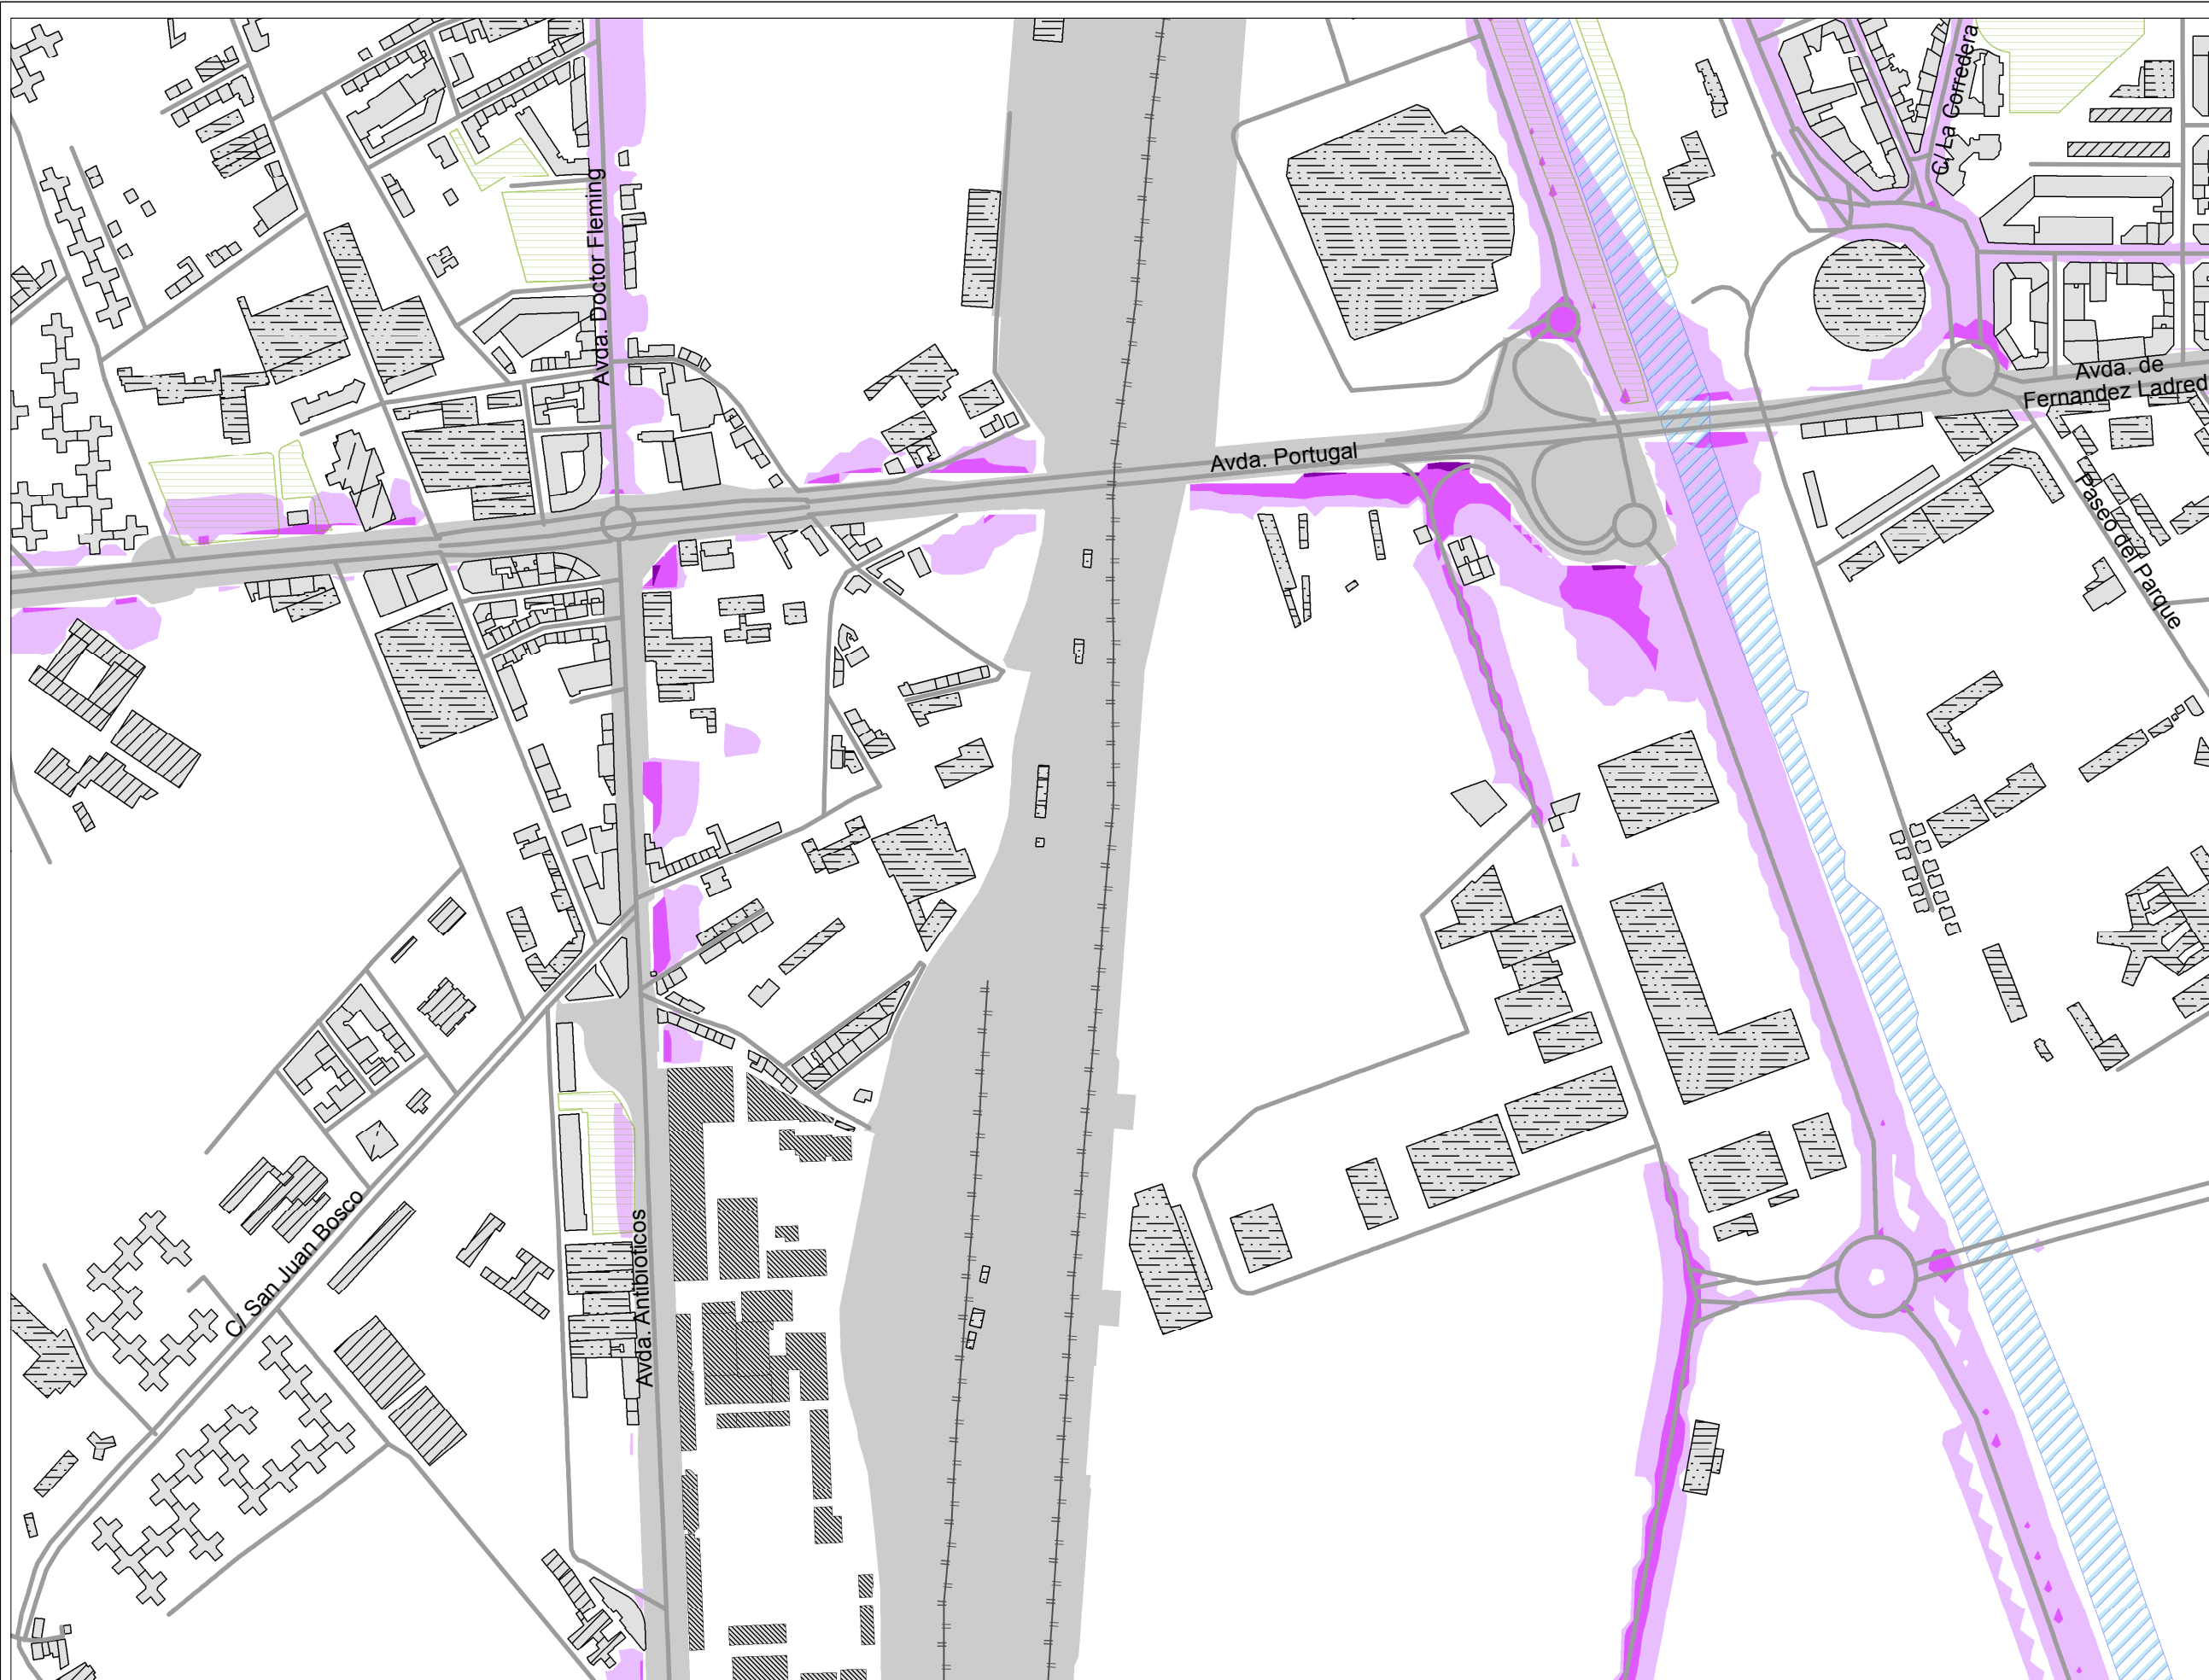 C/ La Corredera
Avda. Doctor Fleming
Avda. de
Fernandez Ladred
Avda. Portugal
Paseo del Parque
C/ San Juan Bosco
Avda. Antibioticos